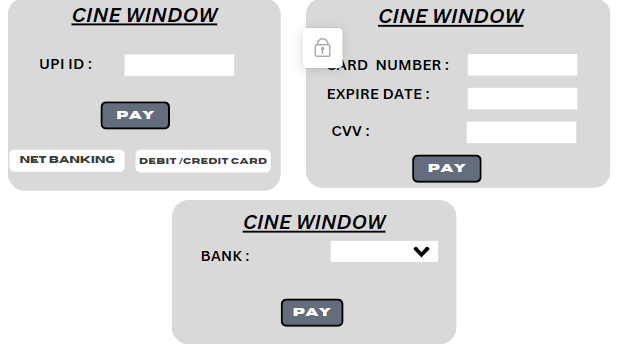 CINE WINDOW
UPI ID :
PAY
NET BANKING
DEBIT /CREDIT CARD
CINE WINDOW
CARD NUMBER :
EXPIRE DATE :
CVV :
PAY
CINE WINDOW
BANK :
PAY